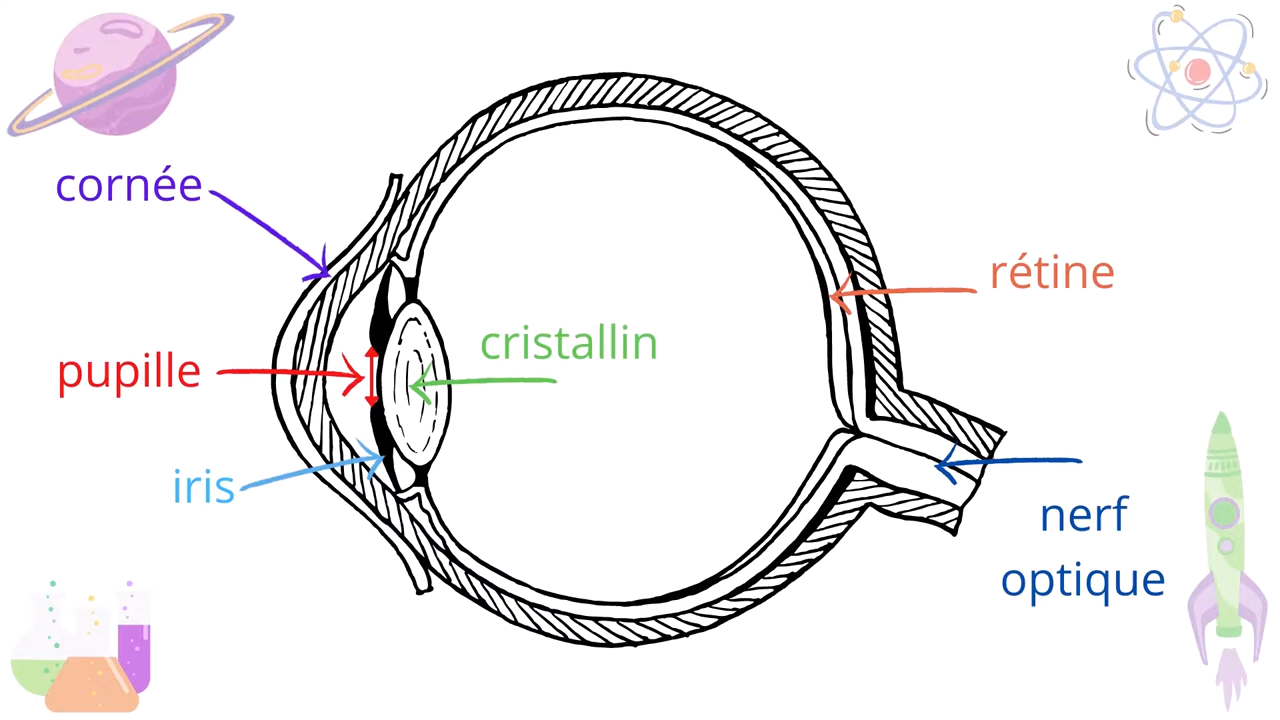 cornée
rétine
cristallin
pupille
iris
nerf
optique